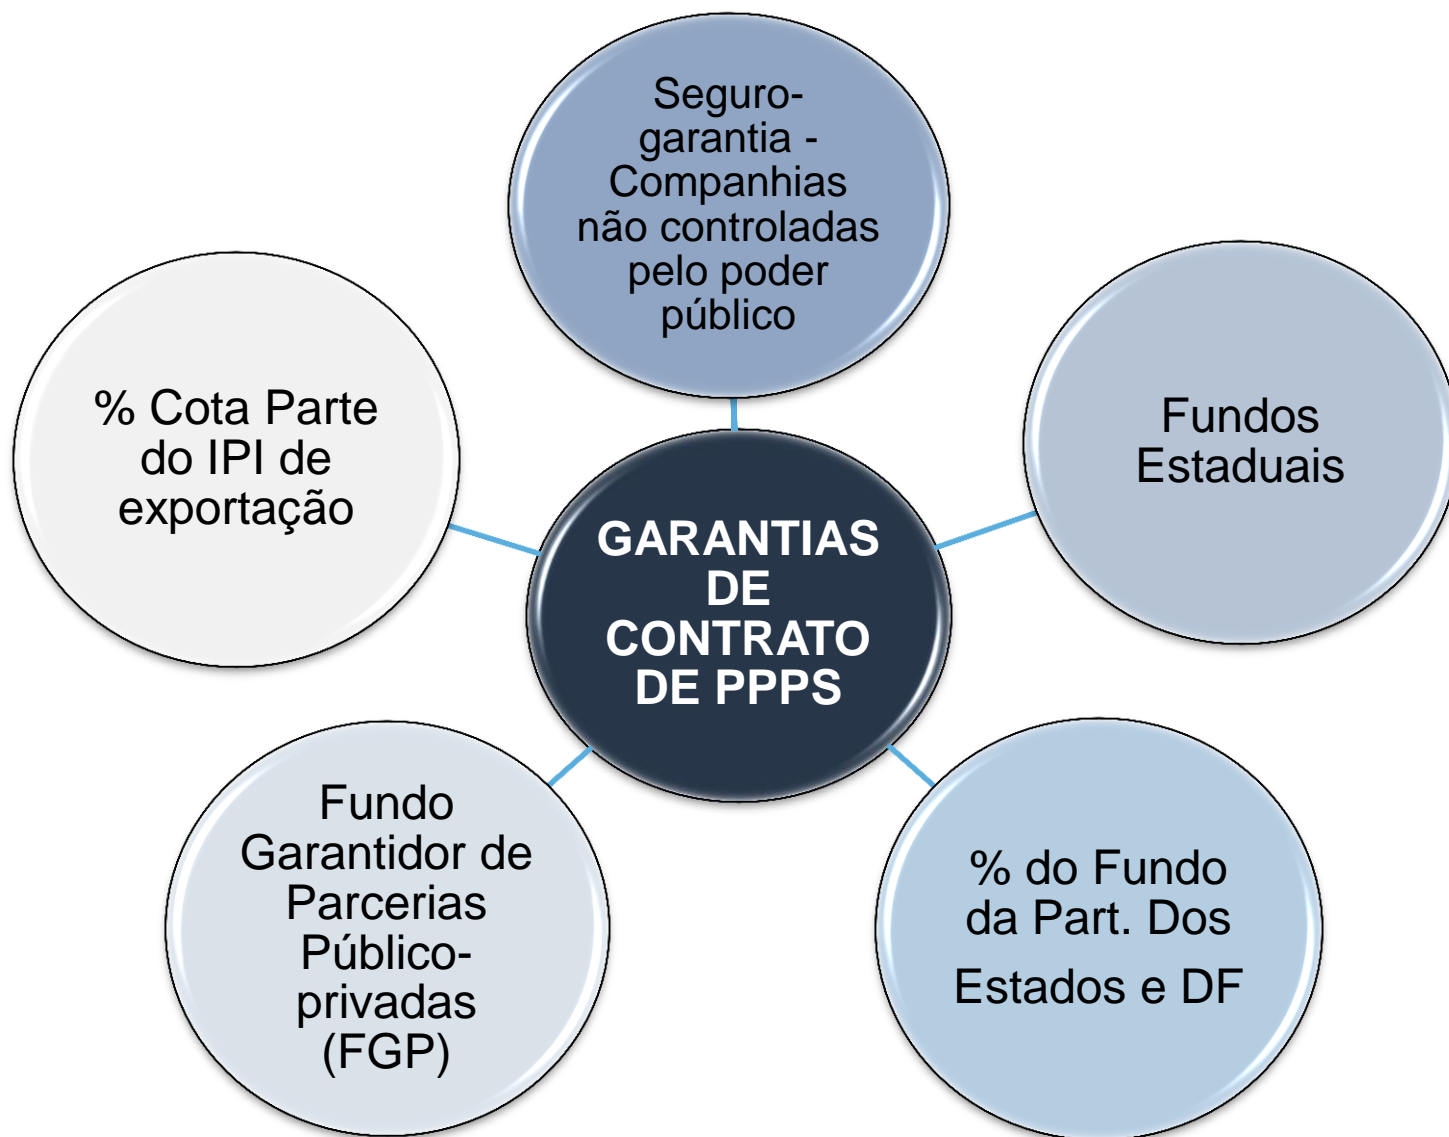 Seguro-
garantia -
Companhias
não controladas
pelo poder
público
% Cota Parte
do IPI de
exportação
Fundos
Estaduais
GARANTIAS
DE
CONTRATO
DE PPPS
Fundo
Garantidor de
Parcerias
Público-
privadas
(FGP)
% do Fundo
da Part. Dos
Estados e DF